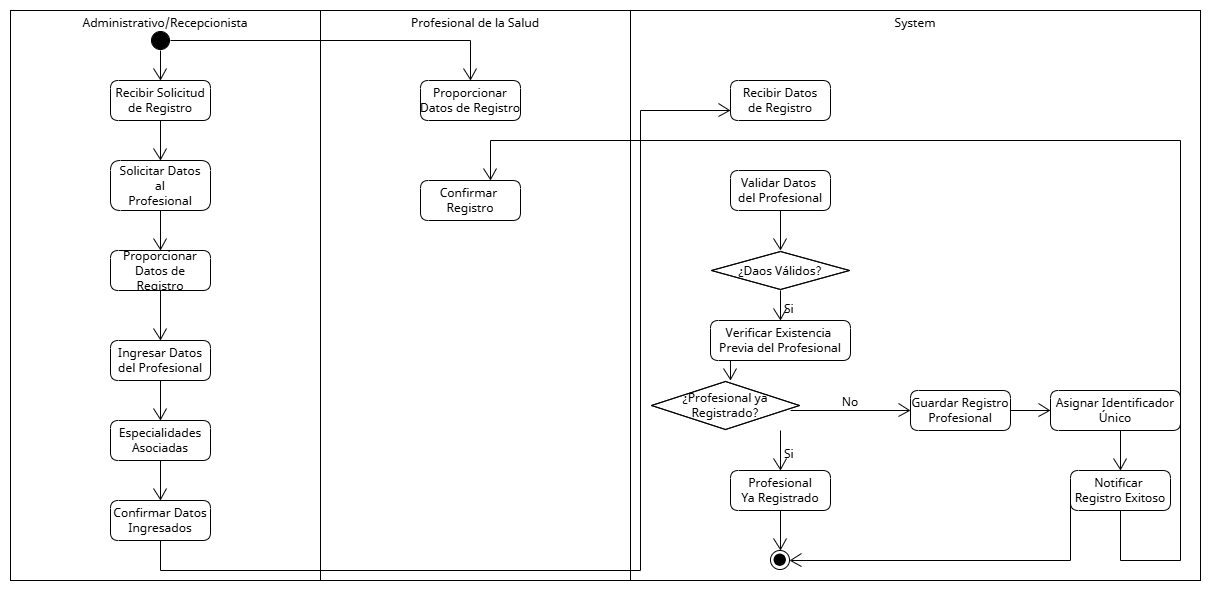 Administrativo/Recepcionista
Profesional de la Salud
System
Recibir Solicitud
de Registro
Solicitar Datos
al
Profesional
Proporcionar
Datos de
Registro
Ingresar Datos
del Profesional
Especialidades
Asociadas
Confirmar Datos
Ingresados
Proporcionar
Datos de Registro
Confirmar
Registro
Recibir Datos
de Registro
Validar Datos
del Profesional
¿Daos Válidos?
Si
Verificar Existencia
Previa del Profesional
¿Profesional ya
Registrado?
No
Guardar Registro
Profesional
Asignar Identificador
Único
Si
Profesional
Ya Registrado
Notificar
Registro Exitoso